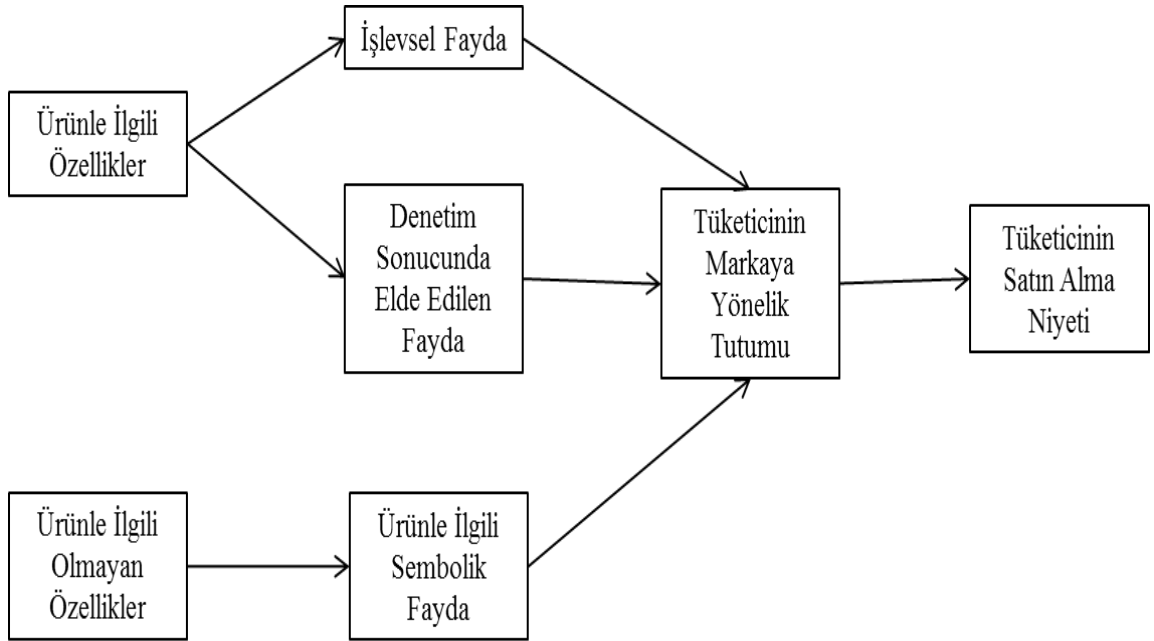 İşlevsel Fayda
Ürünle İlgili
Özellikler
Denetim
Sonucunda
Elde Edilen
Fayda
Tüketicinin
Markaya
Yönelik
Tutumu
Tüketicinin
Satın Alma
Niyeti
Ürünle İlgili
Olmayan
Özellikler
Ürünle İlgili
Sembolik
Fayda